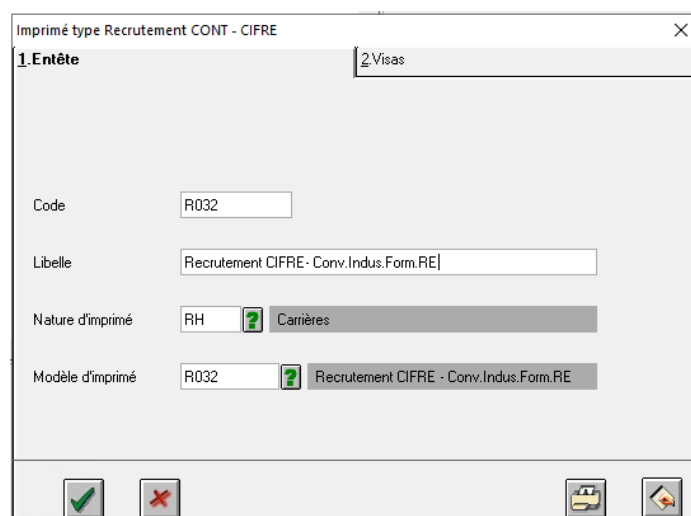 Imprimé type Recrutement CONT - CIFRE
1.Entête
2.Visas
Code
R032
Libelle
Recrutement CIFRE- Conv.Indus.Form.RE
Nature d'imprimé
RH
?
Carrières
Modèle d'imprimé
R032
?
Recrutement CIFRE - Conv.Indus.Form.RE